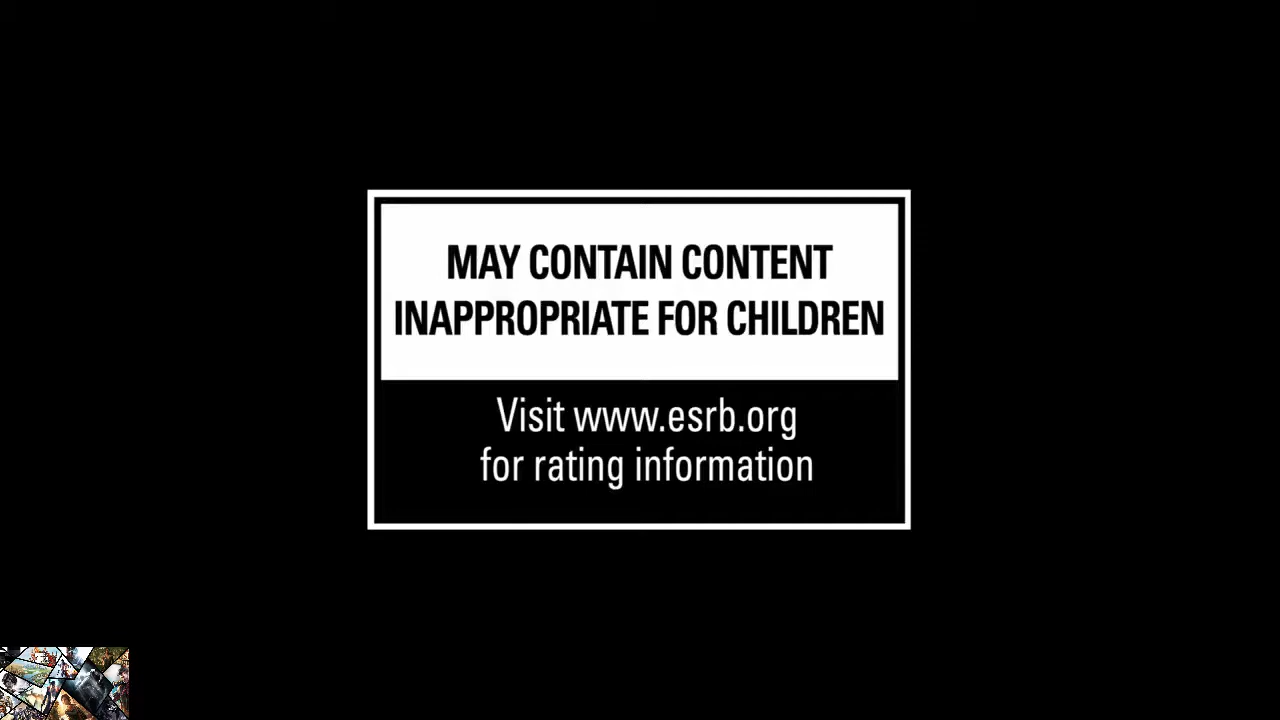 MAY CONTAIN CONTENT
INAPPROPRIATE FOR CHILDREN
Visit www.esrb.org
for rating information